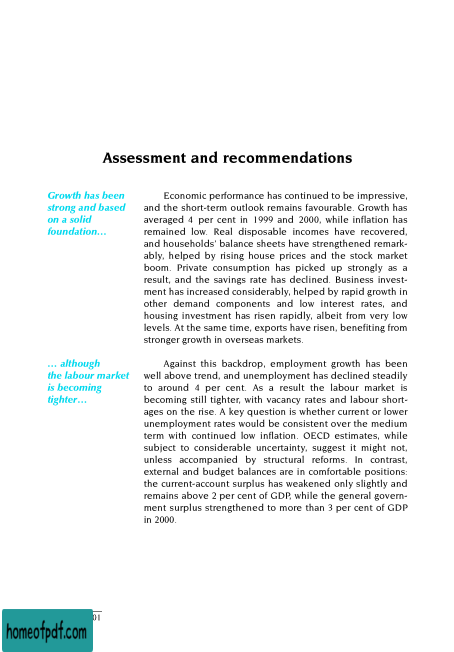 Assessment and recommendations
Growth has been
strong and based
on a solid
foundation…
Economic performance has continued to be impressive,
and the short-term outlook remains favourable. Growth has
averaged 4 per cent in 1999 and 2000, while inflation has
remained low. Real disposable incomes have recovered,
and households' balance sheets have strengthened remark-
ably, helped by rising house prices and the stock market
boom. Private consumption has picked up strongly as a
result, and the savings rate has declined. Business invest-
ment has increased considerably, helped by rapid growth in
other demand components and low interest rates, and
housing investment has risen rapidly, albeit from very low
levels. At the same time, exports have risen, benefiting from
stronger growth in overseas markets.
… although
the labour market
is becoming
tighter…
Against this backdrop, employment growth has been
well above trend, and unemployment has declined steadily
to around 4 per cent. As a result the labour market is
becoming still tighter, with vacancy rates and labour short-
ages on the rise. A key question is whether current or lower
unemployment rates would be consistent over the medium
term with continued low inflation. OECD estimates, while
subject to considerable uncertainty, suggest it might not,
unless accompanied by structural reforms. In contrast,
external and budget balances are in comfortable positions:
the current-account surplus has weakened only slightly and
remains above 2 per cent of GDP, while the general govern-
ment surplus strengthened to more than 3 per cent of GDP
in 2000.
01
homeofpdf.com